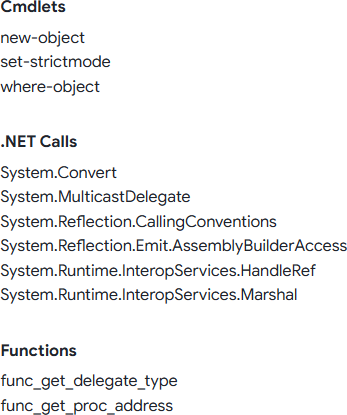 Cmdlets
new-object
set-strictmode
where-object
.NET Calls
System.Convert
System.MulticastDelegate
System.Reflection.CallingConventions
System.Reflection.Emit.AssemblyBuilderAccess
System.Runtime.InteropServices.HandleRef
System.Runtime.InteropServices.Marshal
Functions
func_get_delegate_type
func_get_proc_address